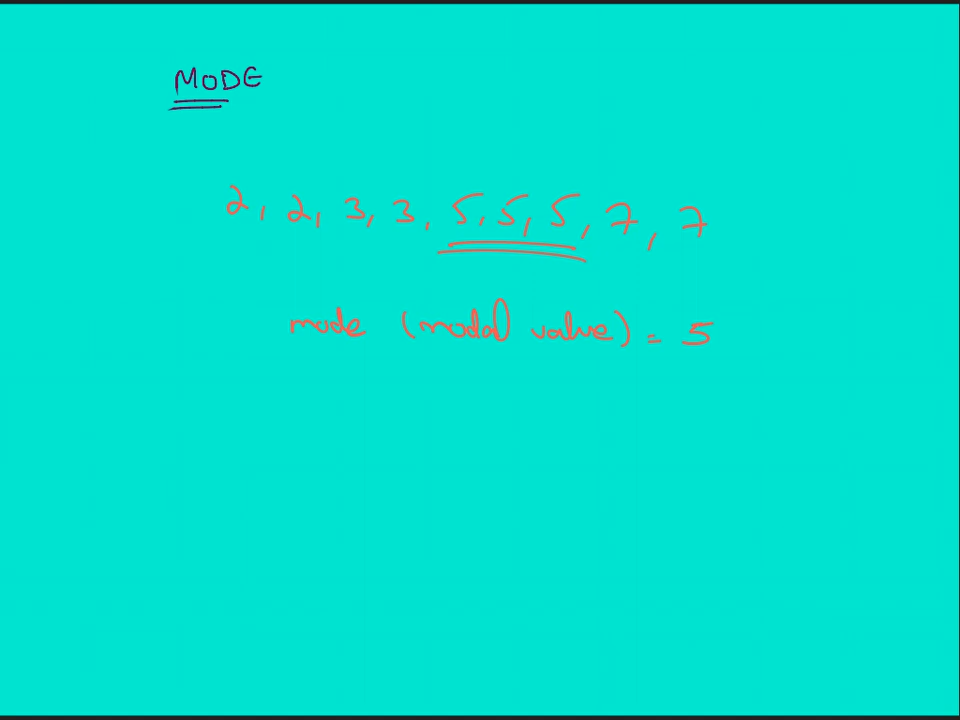 MODE
2, 2, 3, 3, 5, 5, 5, 7, 7
mode (modal value) = 5